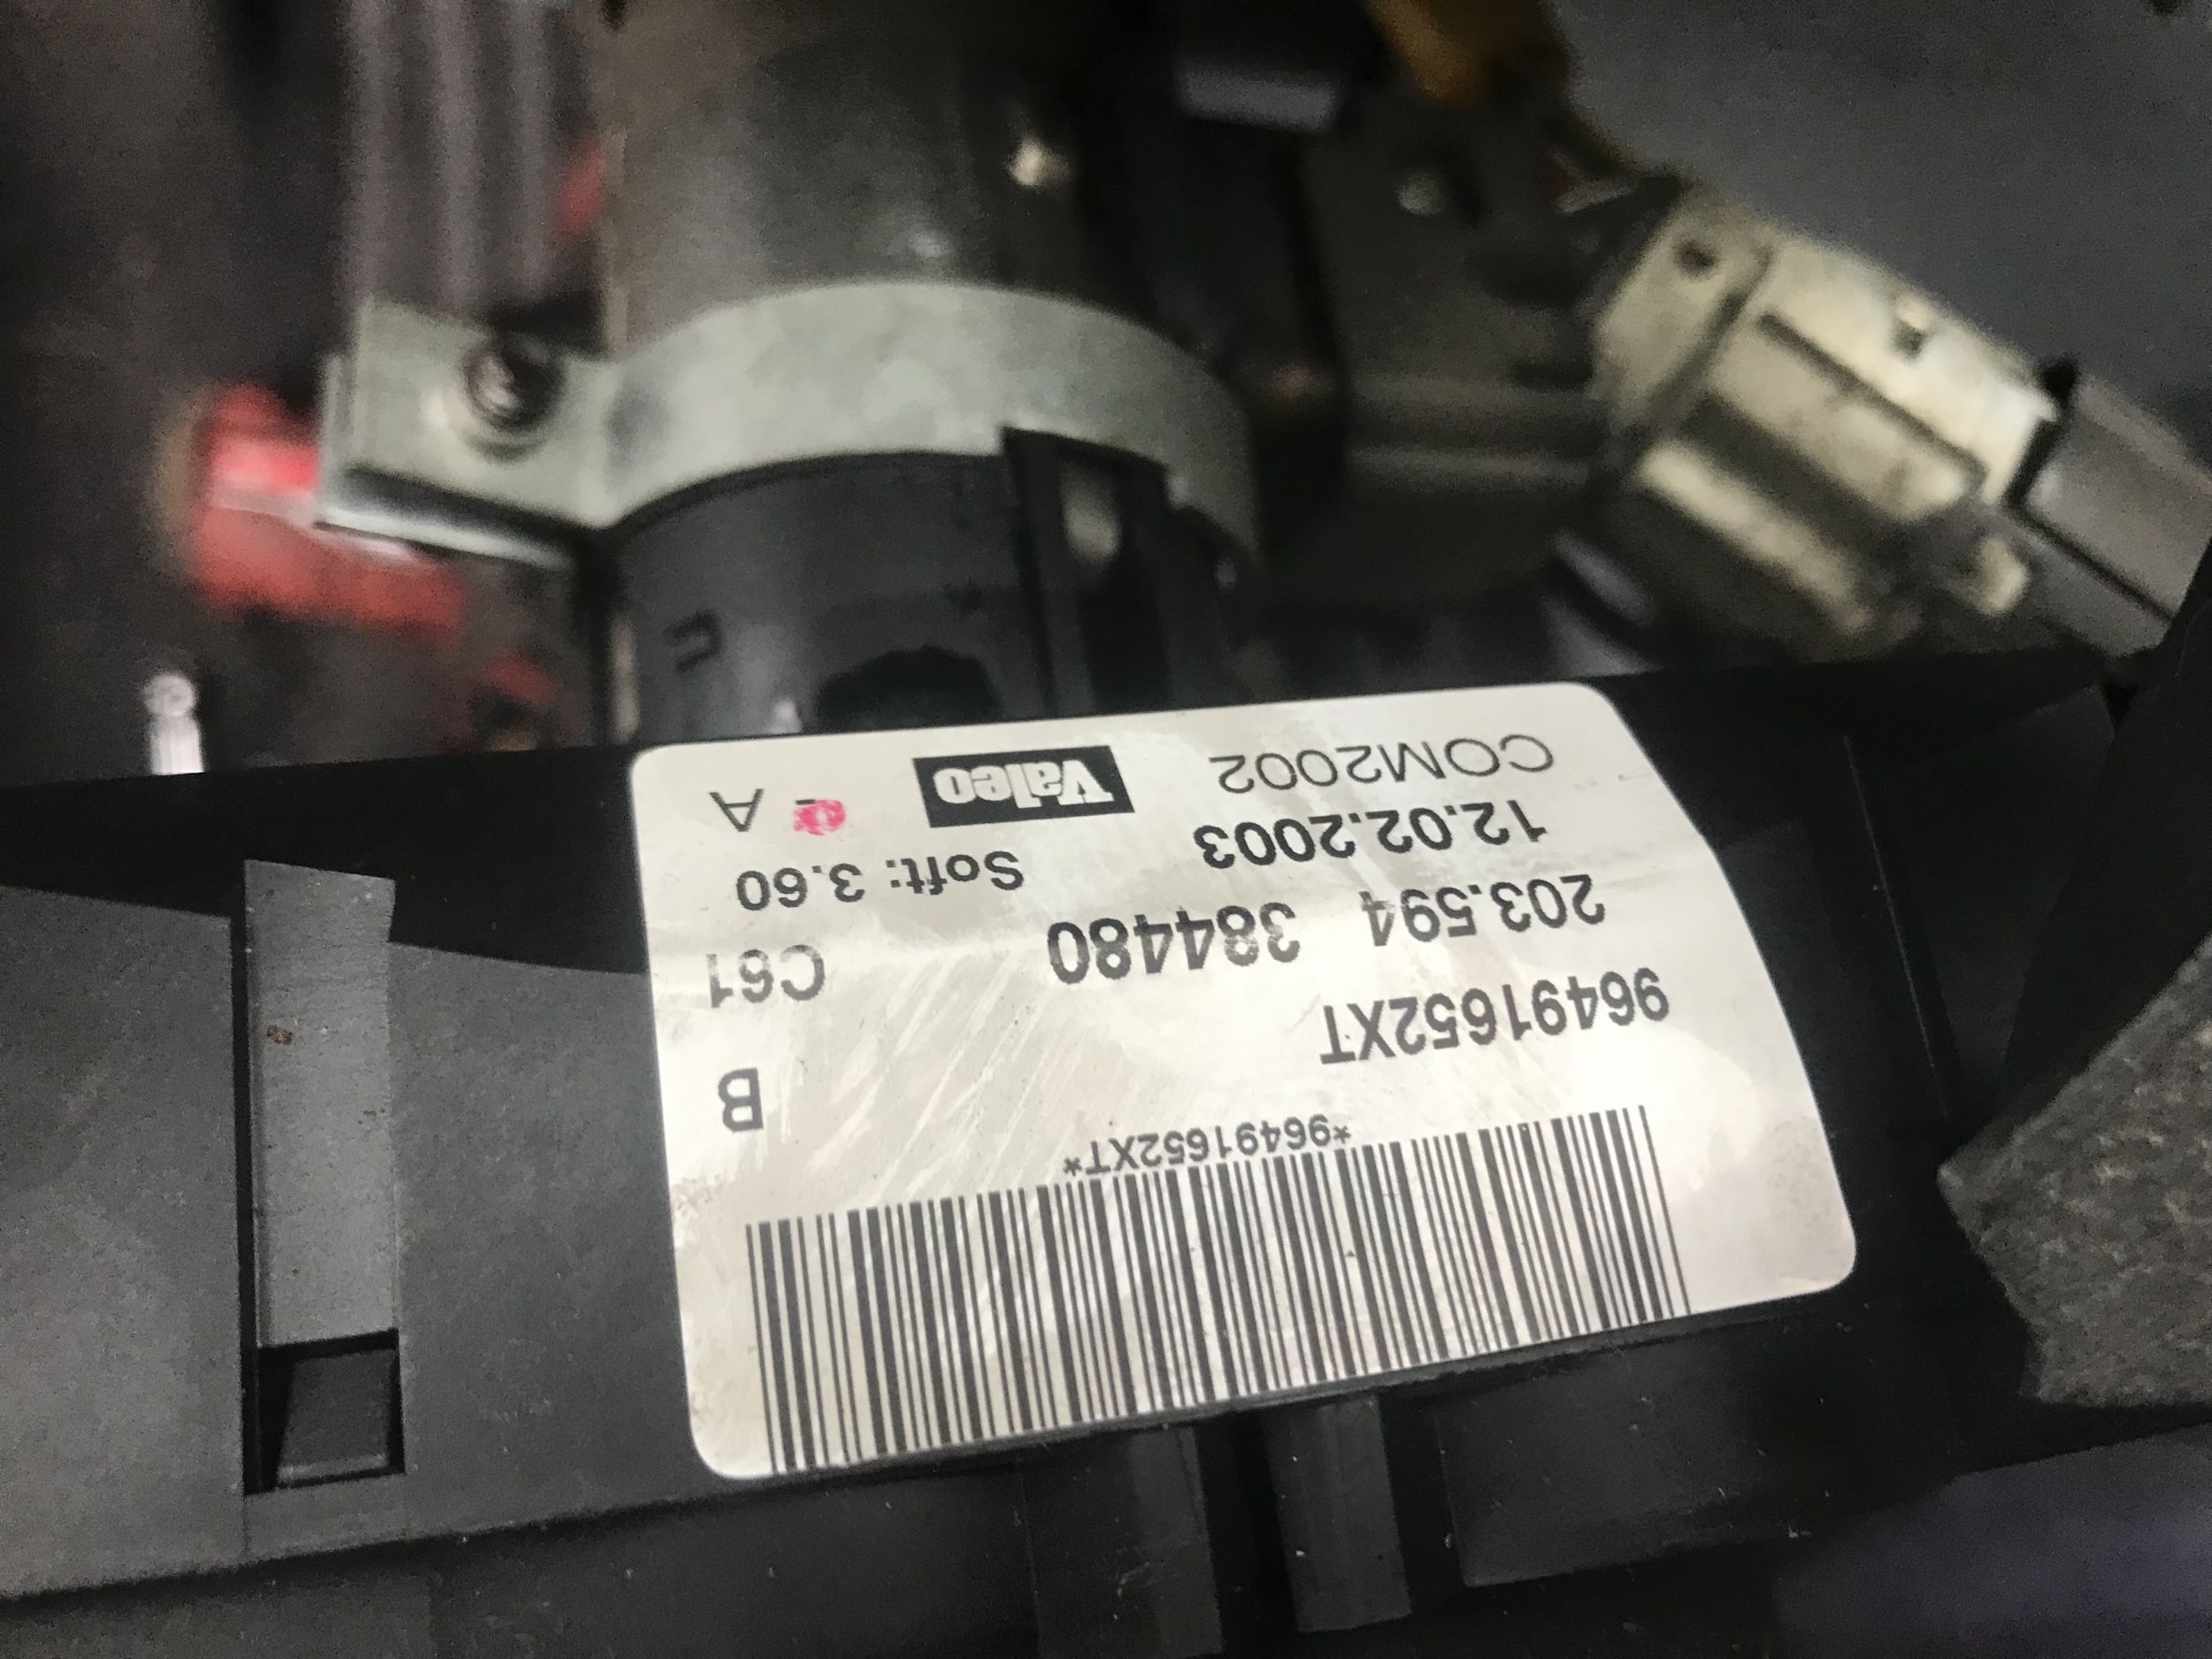 *96491652XT*
96491652XT B
203.594 384480 C61
12.02.2003 Soft: 3.60
COM2002 Valeo A